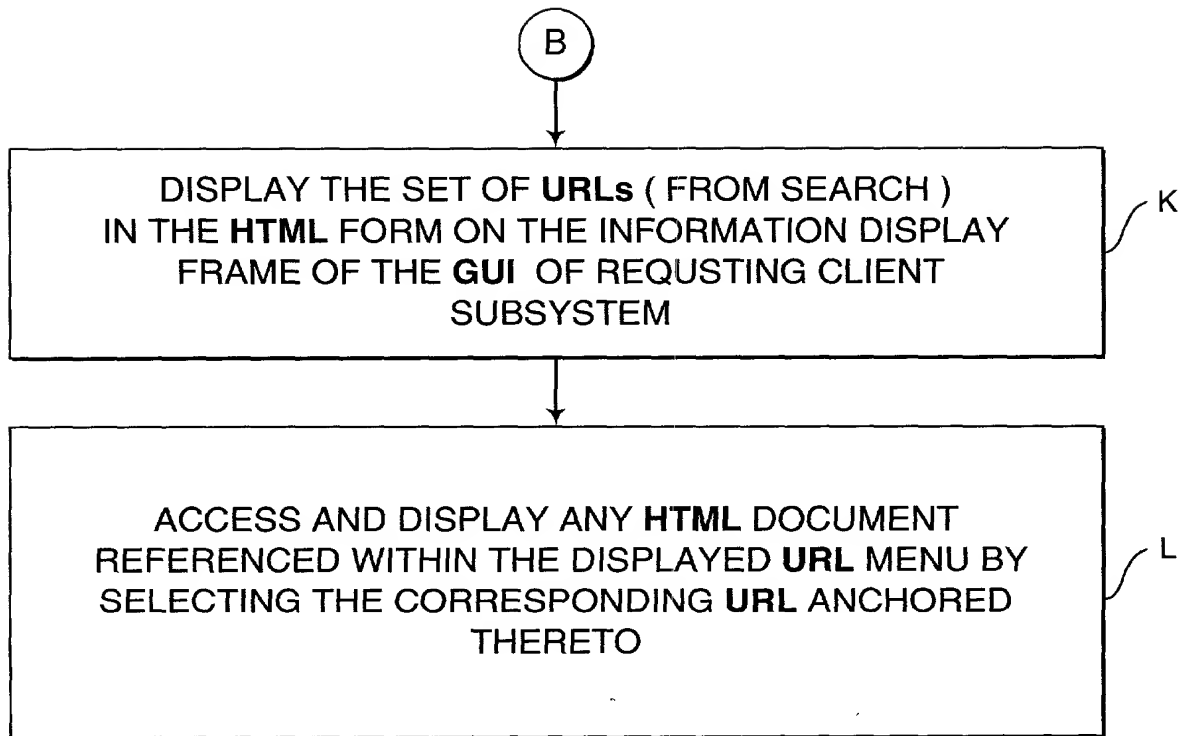 B
DISPLAY THE SET OF URLs ( FROM SEARCH )
IN THE HTML FORM ON THE INFORMATION DISPLAY
FRAME OF THE GUI OF REQUSTING CLIENT
SUBSYSTEM
K
ACCESS AND DISPLAY ANY HTML DOCUMENT
REFERENCED WITHIN THE DISPLAYED URL MENU BY
SELECTING THE CORRESPONDING URL ANCHORED
THERETO
L